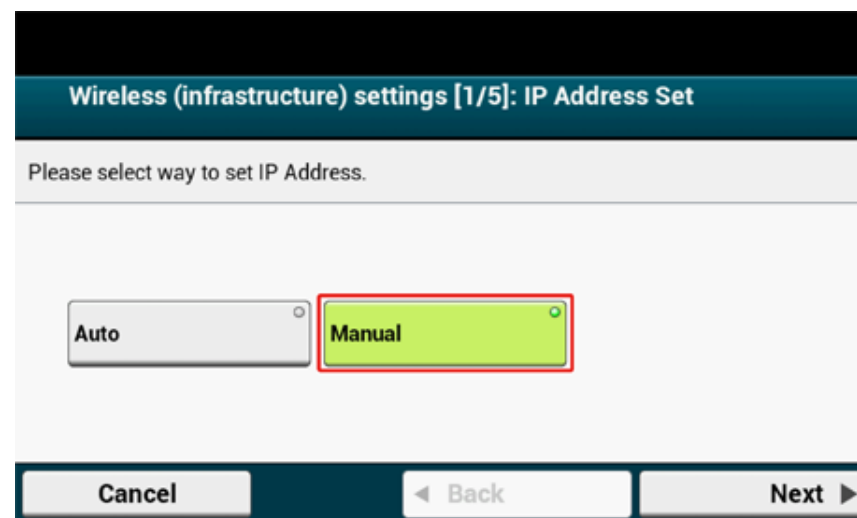 Wireless (infrastructure) settings [1/5]: IP Address Set
Please select way to set IP Address.
Auto
Manual
Cancel
Back
Next